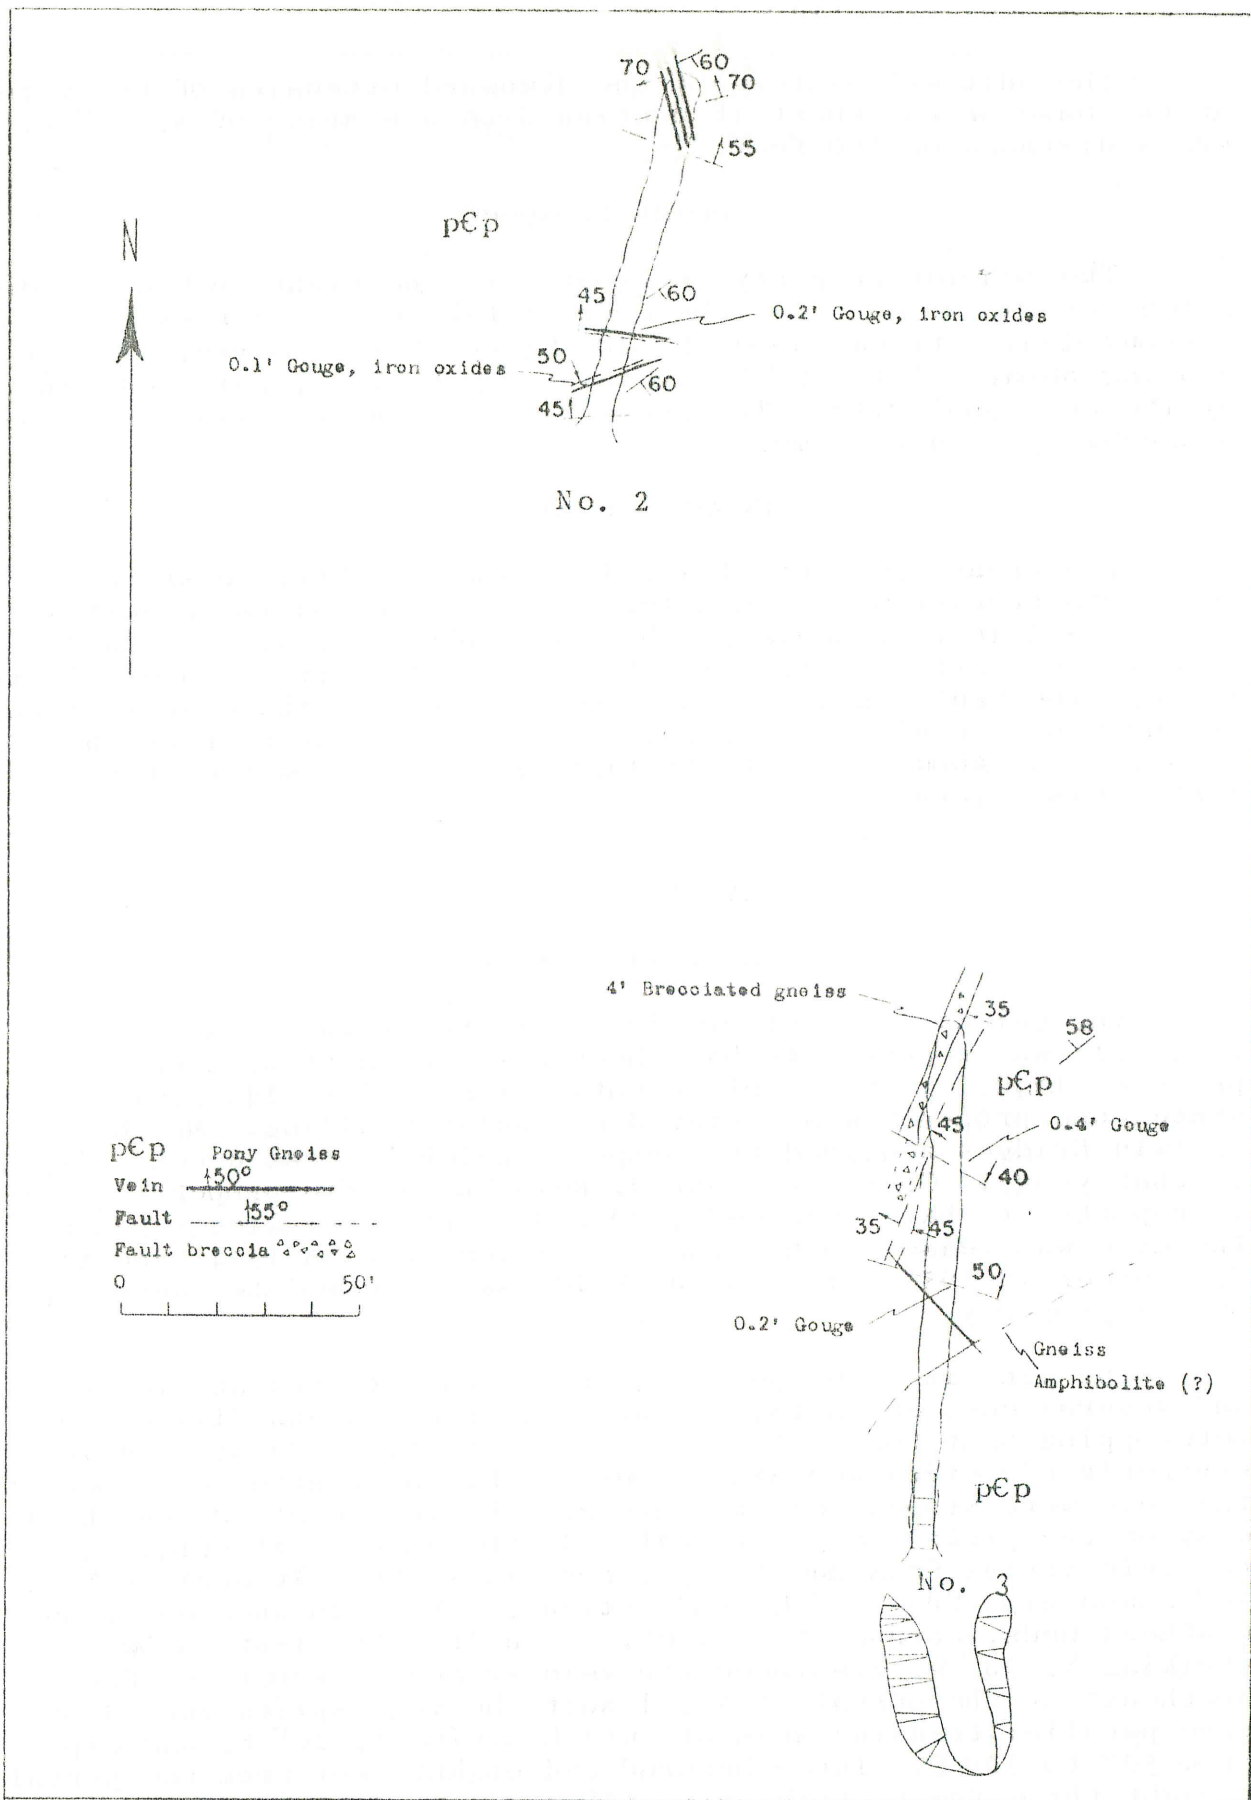 70
60
70
55
pЄp
N
45
60
0.2' Gouge, iron oxides
0.1' Gouge, iron oxides
50
60
45
No. 2
4' Brecciated gneiss
35
58
pЄp
45
0.4' Gouge
40
35
45
50
0.2' Gouge
Gneiss
Amphibolite (?)
pЄp
No. 3
pЄp Pony Gneiss
Vein 50°
Fault 55°
Fault breccia
0 50'